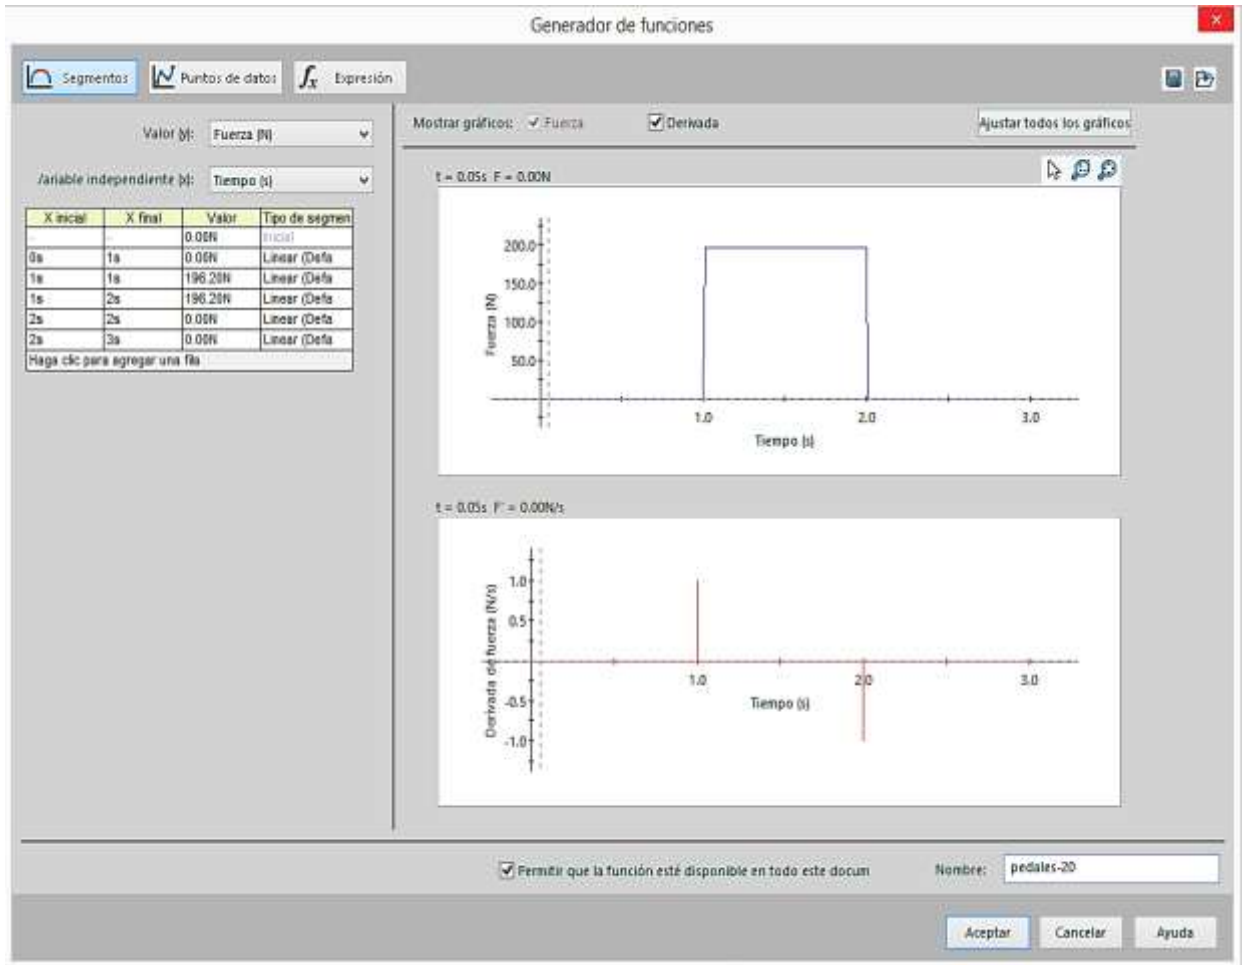 Generador de funciones
Segmentos Puntos de datos fx Expresión
Valor (y): Fuerza (N)
/ariable independiente (x): Tiempo (s)
X inicial X final Valor Tipo de segmen
- - 0.00N Inicial
0s 1s 0.00N Linear (Defa
1s 1s 196.20N Linear (Defa
1s 2s 196.20N Linear (Defa
2s 2s 0.00N Linear (Defa
2s 3s 0.00N Linear (Defa
Haga clic para agregar una fila
Mostrar gráficos: Fuerza Derivada Ajustar todos los gráficos
t = 0.05s F = 0.00N
200.0
150.0
100.0
50.0
Fuerza (N)
1.0 2.0 3.0
Tiempo (s)
t = 0.05s F' = 0.00N/s
1.0
0.5
-0.5
-1.0
Derivada de fuerza (N/s)
1.0 2.0 3.0
Tiempo (s)
Permitir que la función esté disponible en todo este docum Nombre: pedales-20
Aceptar Cancelar Ayuda